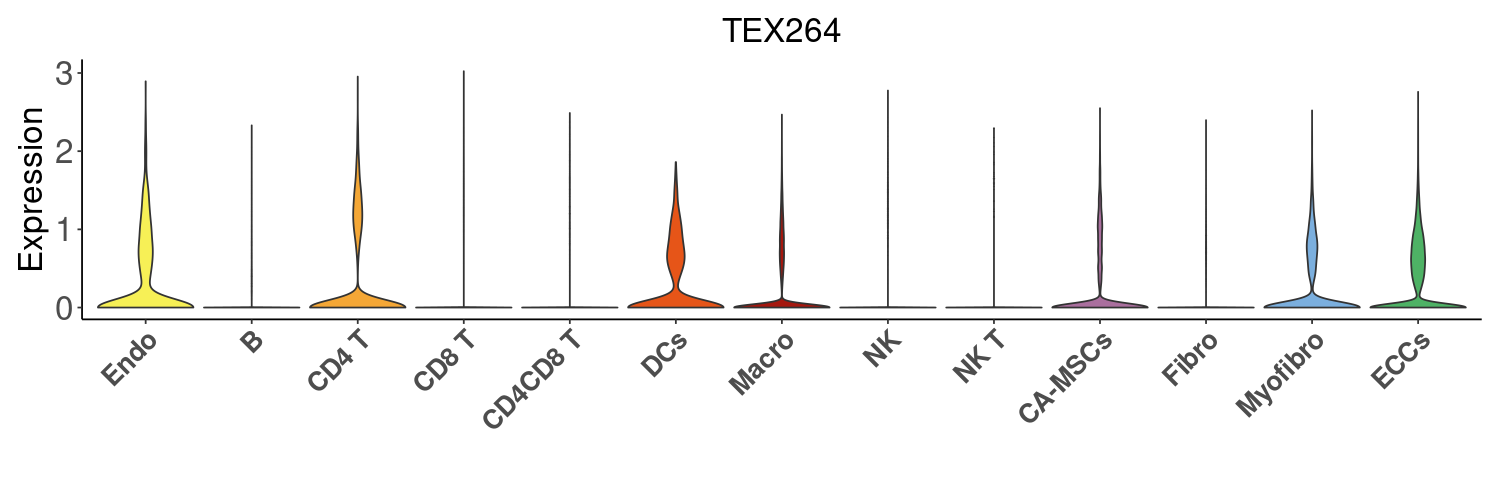 TEX264
Expression
3
2
1
0
Endo
B
CD4 T
CD8 T
CD4CD8 T
DCs
Macro
NK
NK T
CA-MSCs
Fibro
Myofibro
ECCs